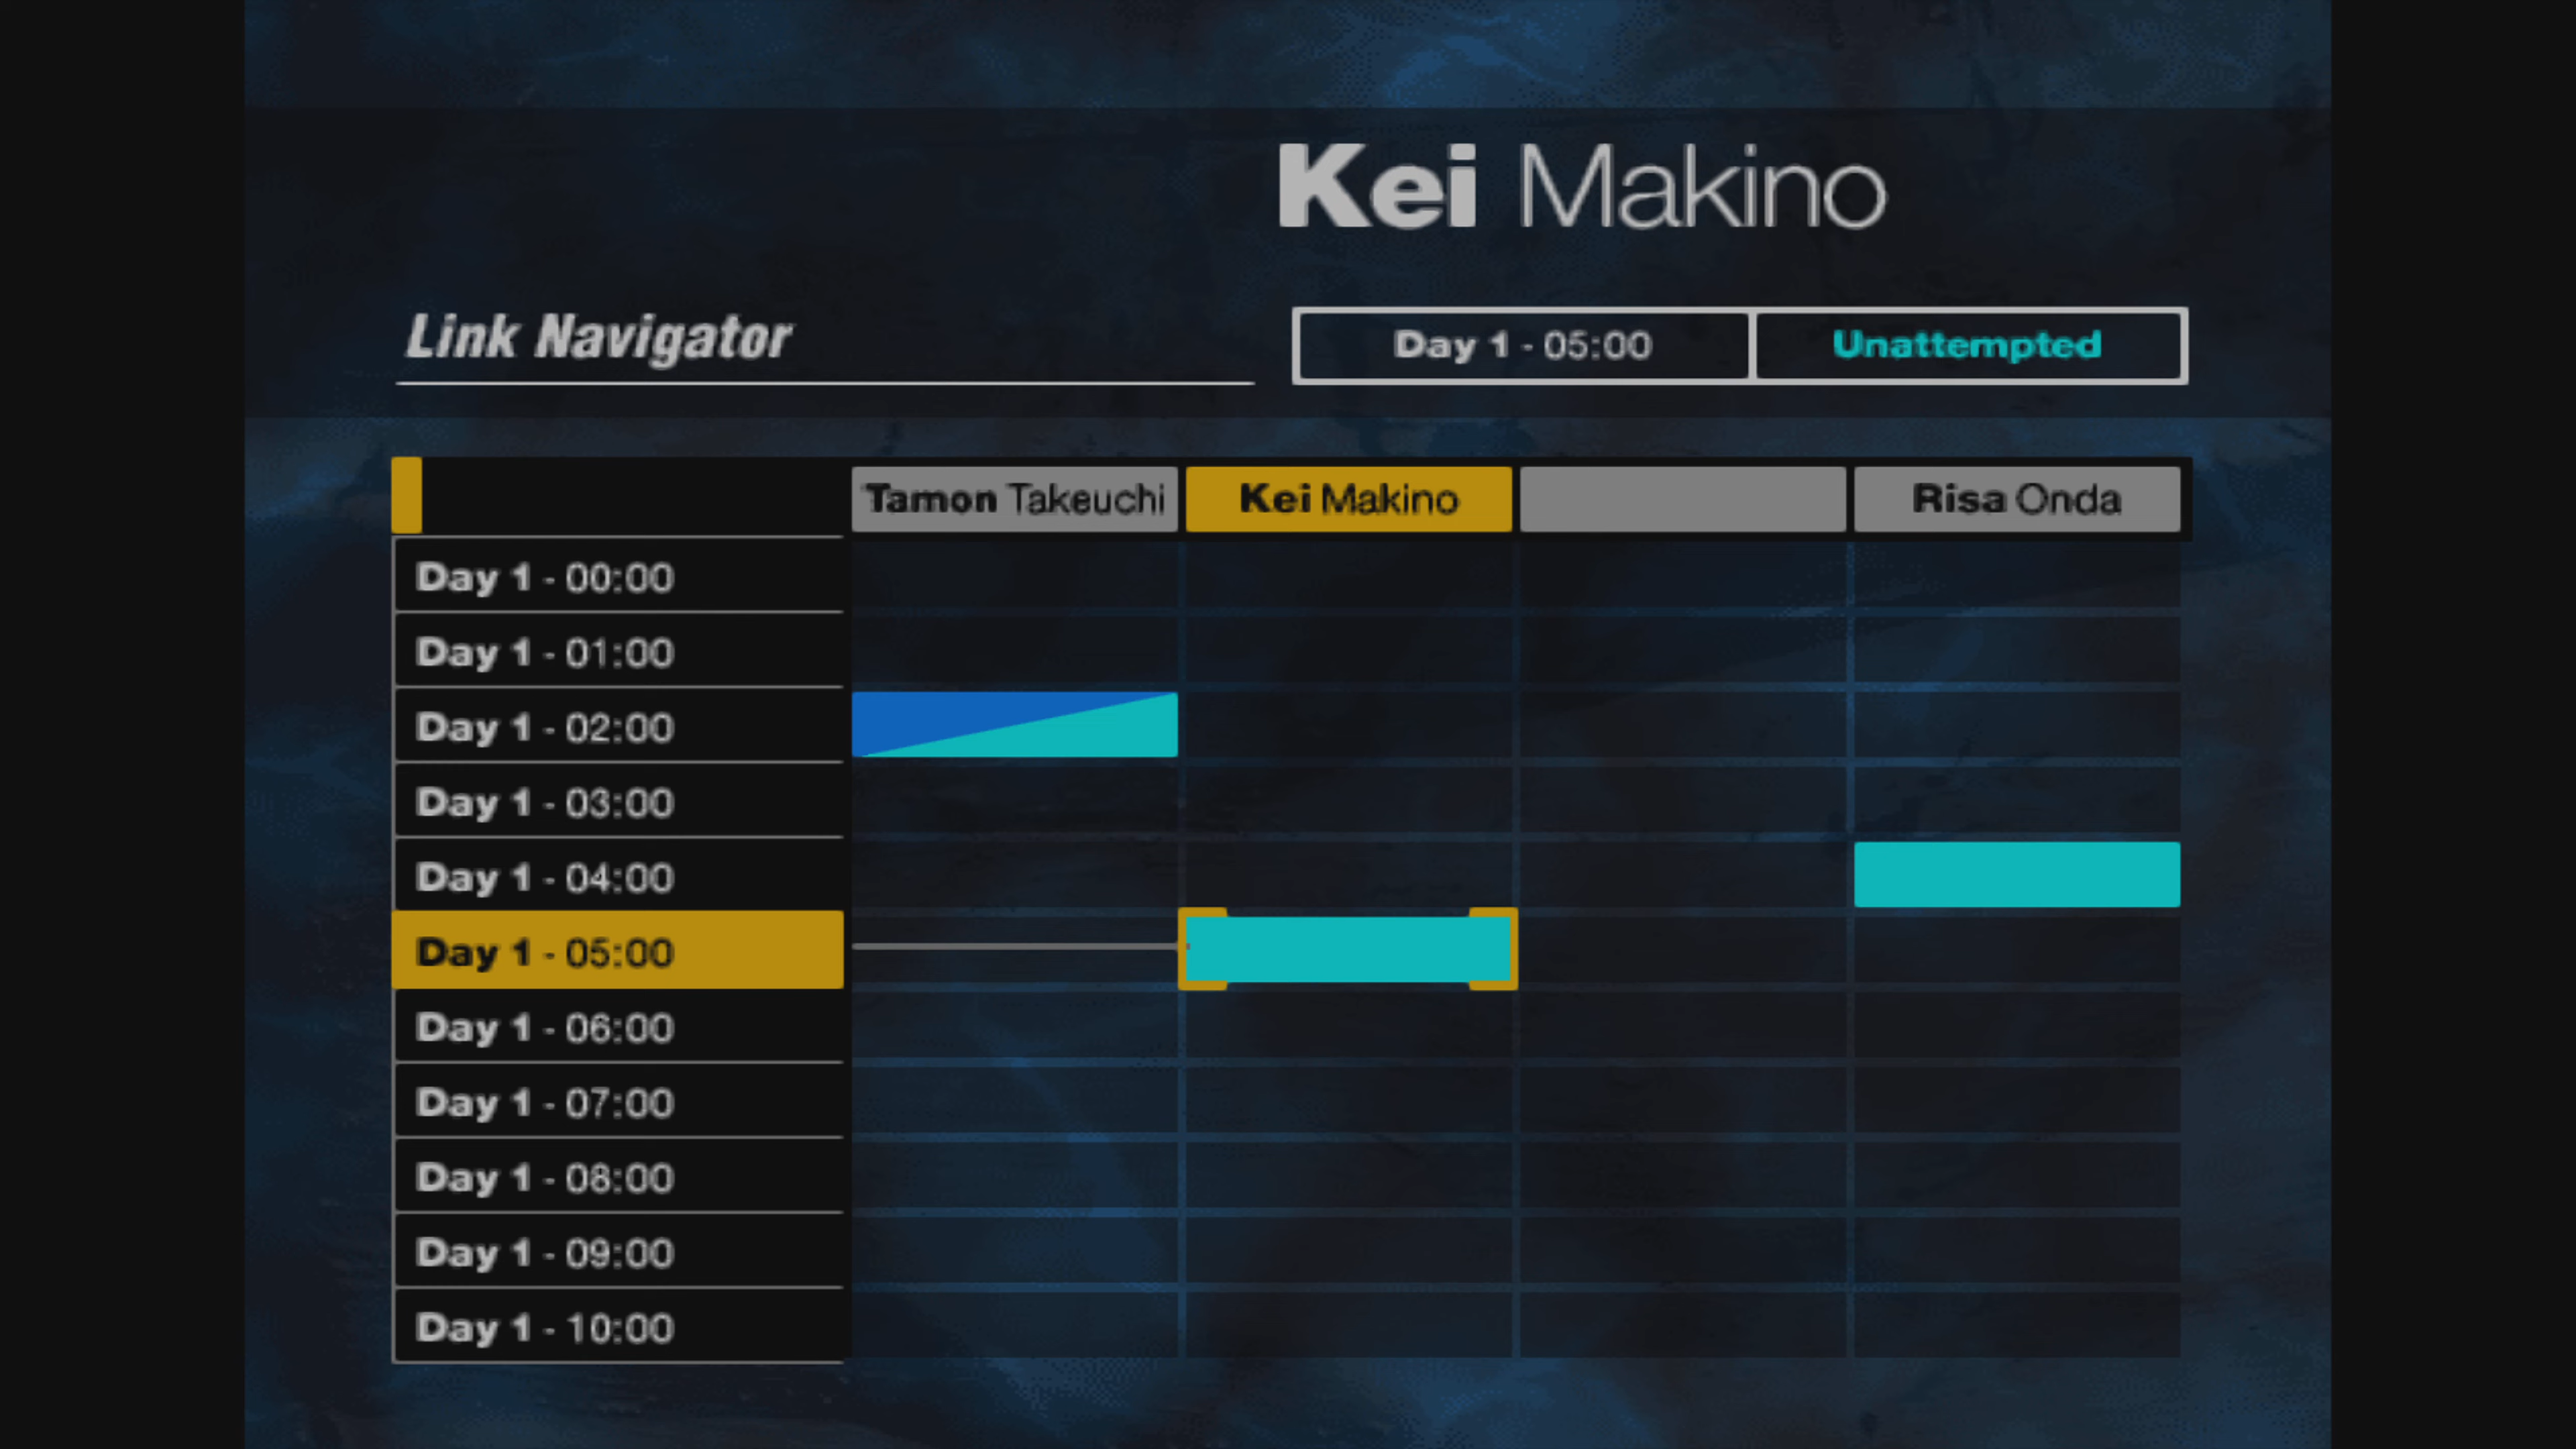 Kei Makino
Link Navigator
Day 1 - 05:00
Unattempted
Tamon Takeuchi
Kei Makino
Risa Onda
Day 1 - 00:00
Day 1 - 01:00
Day 1 - 02:00
Day 1 - 03:00
Day 1 - 04:00
Day 1 - 05:00
Day 1 - 06:00
Day 1 - 07:00
Day 1 - 08:00
Day 1 - 09:00
Day 1 - 10:00